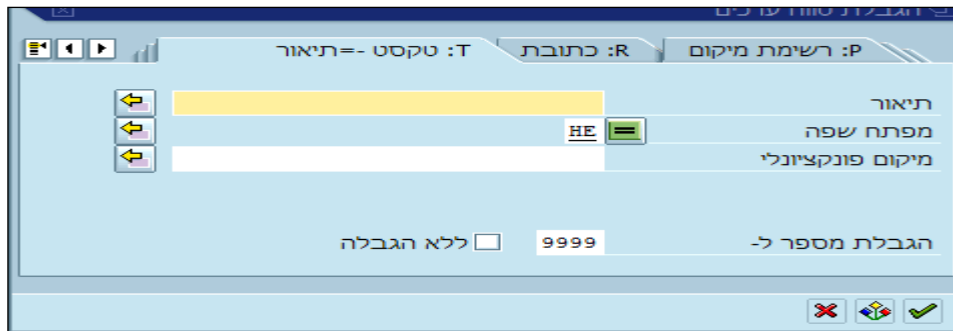 הגבלת טווח ערכים
P: רשימת מיקום
R: כתובת
T: טקסט -=תיאור
תיאור
מפתח שפה HE
מיקום פונקציונלי
הגבלת מספר ל- 9999 ללא הגבלה